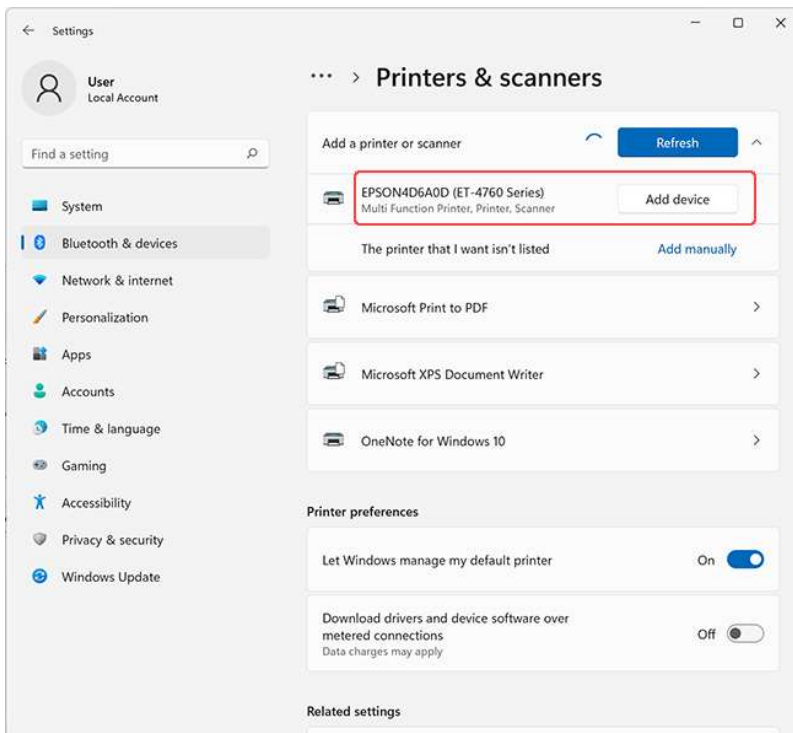 Settings
User
Local Account
Find a setting
System
Bluetooth & devices
Network & internet
Personalization
Apps
Accounts
Time & language
Gaming
Accessibility
Privacy & security
Windows Update
··· > Printers & scanners
Add a printer or scanner Refresh
EPSON4D6A0D (ET-4760 Series)
Multi Function Printer, Printer, Scanner
Add device
The printer that I want isn't listed Add manually
Microsoft Print to PDF
Microsoft XPS Document Writer
OneNote for Windows 10
Printer preferences
Let Windows manage my default printer On
Download drivers and device software over
metered connections
Data charges may apply
Off
Related settings